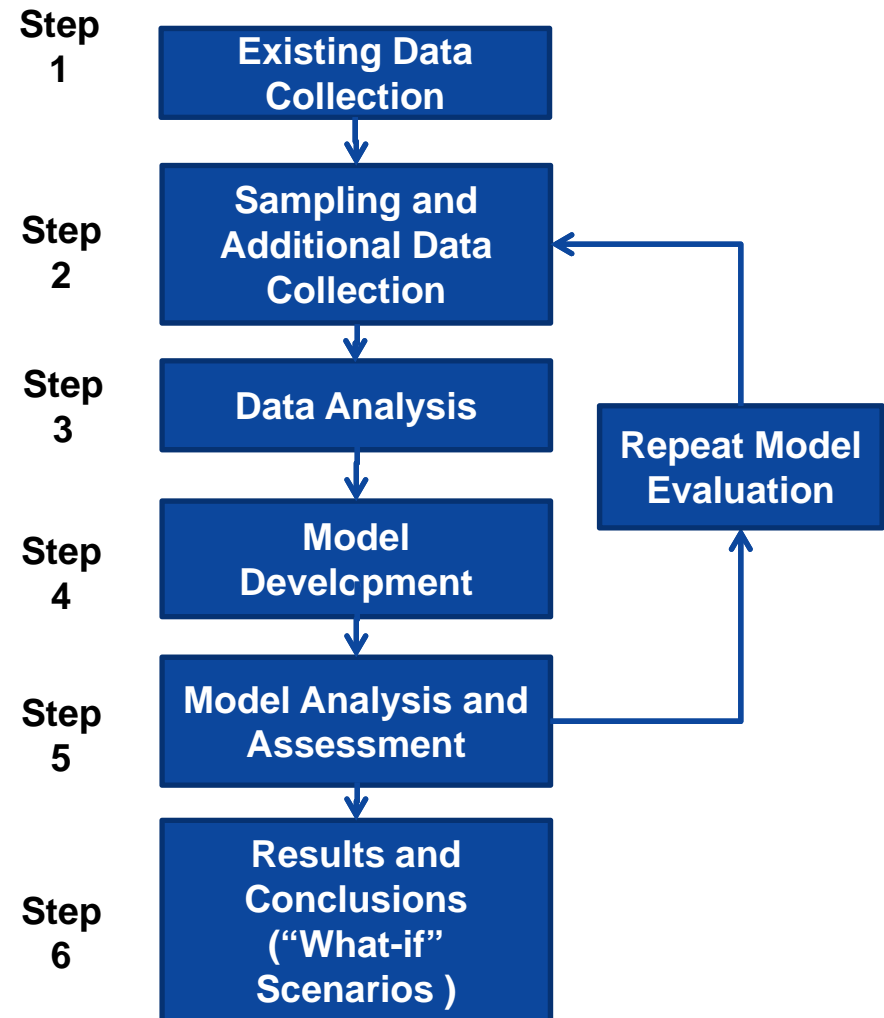 Step
1
Existing Data
Collection
Step
2
Sampling and
Additional Data
Collection
Step
3
Data Analysis
Repeat Model
Evaluation
Step
4
Model
Development
Step
5
Model Analysis and
Assessment
Step
6
Results and
Conclusions
(“What-if”
Scenarios )